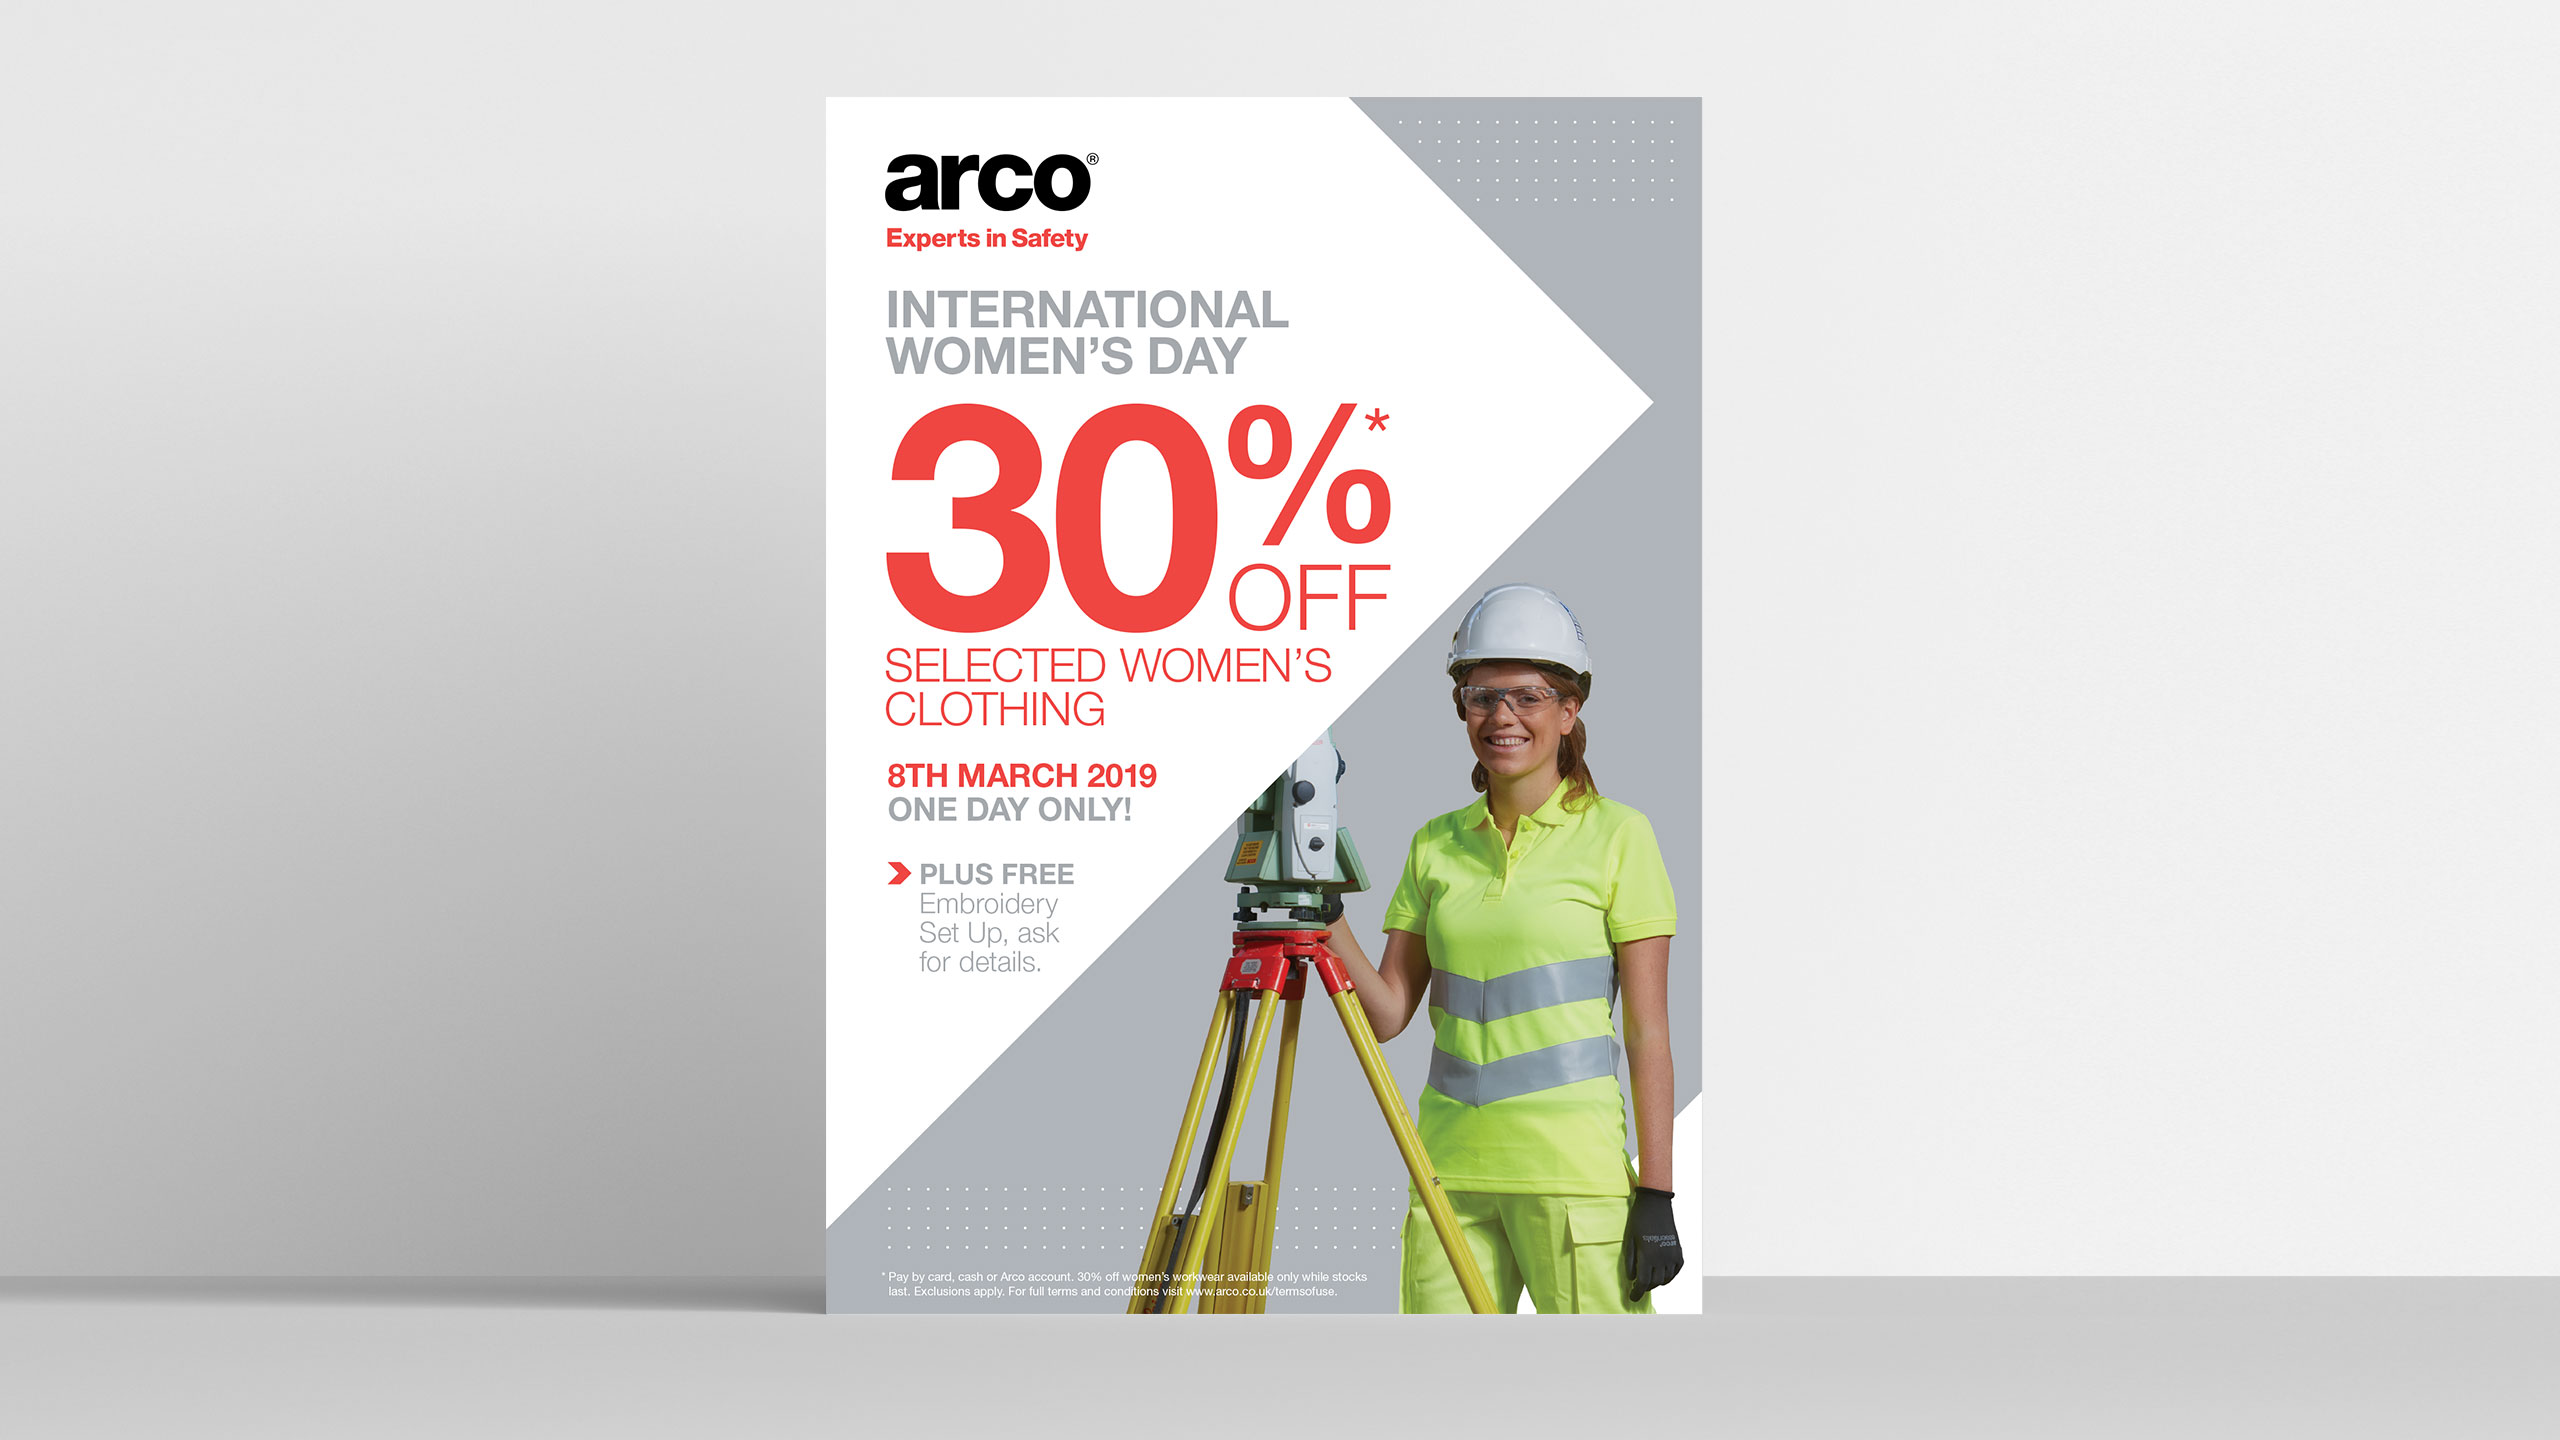 arco®
Experts in Safety
INTERNATIONAL
WOMEN'S DAY
30%*
OFF
SELECTED WOMEN'S
CLOTHING
8TH MARCH 2019
ONE DAY ONLY!
PLUS FREE
Embroidery
Set Up, ask
for details.
* Pay by card, cash or Arco account. 30% off women's workwear available only while stocks
last. Exclusions apply. For full terms and conditions visit www.arco.co.uk/termsofuse.